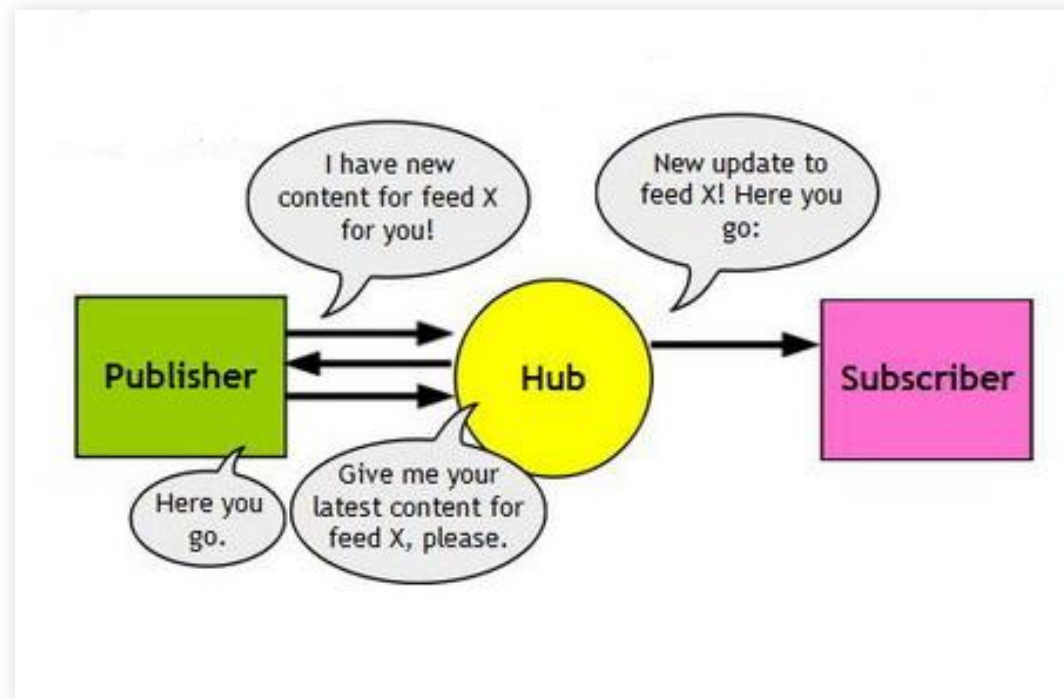 I have new
content for feed X
for you!
New update to
feed X! Here you
go:
Publisher
Hub
Subscriber
Here you
go.
Give me your
latest content for
feed X, please.